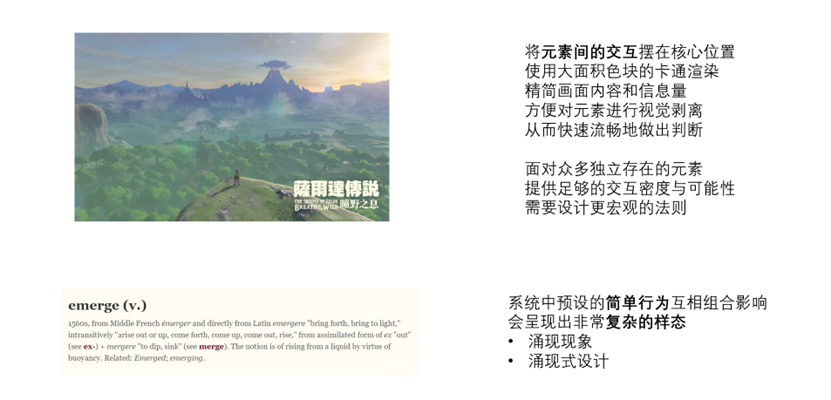 薩爾達傳說
THE LEGEND OF ZELDA
BREATH OF THE WILD 曠野之息
将元素间的交互摆在核心位置
使用大面积色块的卡通渲染
精简画面内容和信息量
方便对元素进行视觉剥离
从而快速流畅地做出判断
面对众多独立存在的元素
提供足够的交互密度与可能性
需要设计更宏观的法则
emerge (v.)
1560s, from Middle French émerger and directly from Latin emergere "bring forth, bring to light,"
intransitively "arise out or up, come forth, come up, come out, rise," from assimilated form of ex "out"
(see ex-) + mergere "to dip, sink" (see merge). The notion is of rising from a liquid by virtue of
buoyancy. Related: Emerged; emerging.
系统中预设的简单行为互相组合影响
会呈现出非常复杂的样态
• 涌现现象
• 涌现式设计